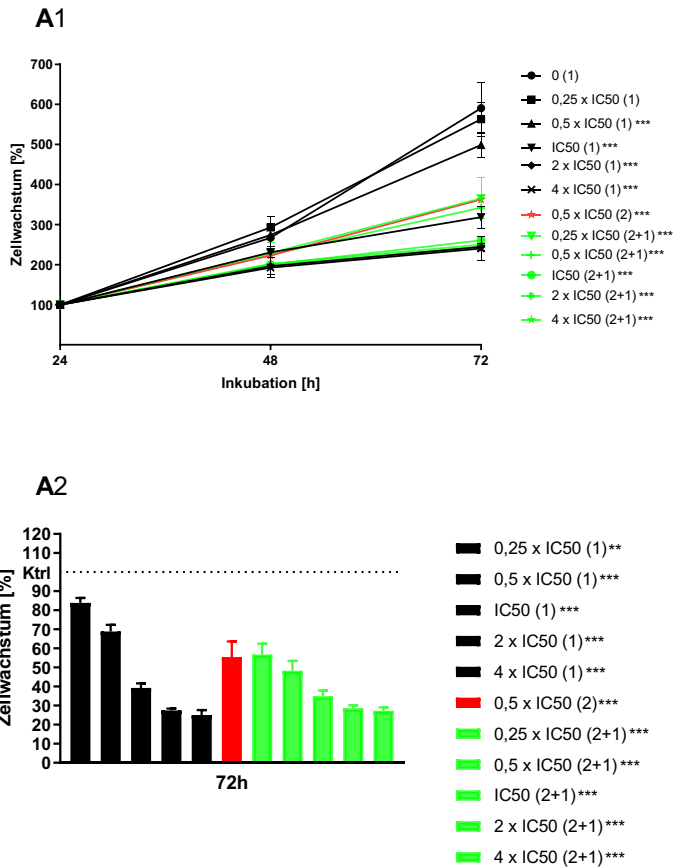 A1
700
600
500
400
300
200
100
Zellwachstum [%]
24
48
72
Inkubation [h]
0 (1)
0,25 x IC50 (1)
0,5 x IC50 (1) ***
IC50 (1) ***
2 x IC50 (1) ***
4 x IC50 (1) ***
0,5 x IC50 (2) ***
0,25 x IC50 (2+1) ***
0,5 x IC50 (2+1) ***
IC50 (2+1) ***
2 x IC50 (2+1) ***
4 x IC50 (2+1) ***
A2
120
110
Ktrl
90
80
70
60
50
40
30
20
10
0
Zellwachstum [%]
72h
0,25 x IC50 (1) **
0,5 x IC50 (1) ***
IC50 (1) ***
2 x IC50 (1) ***
4 x IC50 (1) ***
0,5 x IC50 (2) ***
0,25 x IC50 (2+1) ***
0,5 x IC50 (2+1) ***
IC50 (2+1) ***
2 x IC50 (2+1) ***
4 x IC50 (2+1) ***